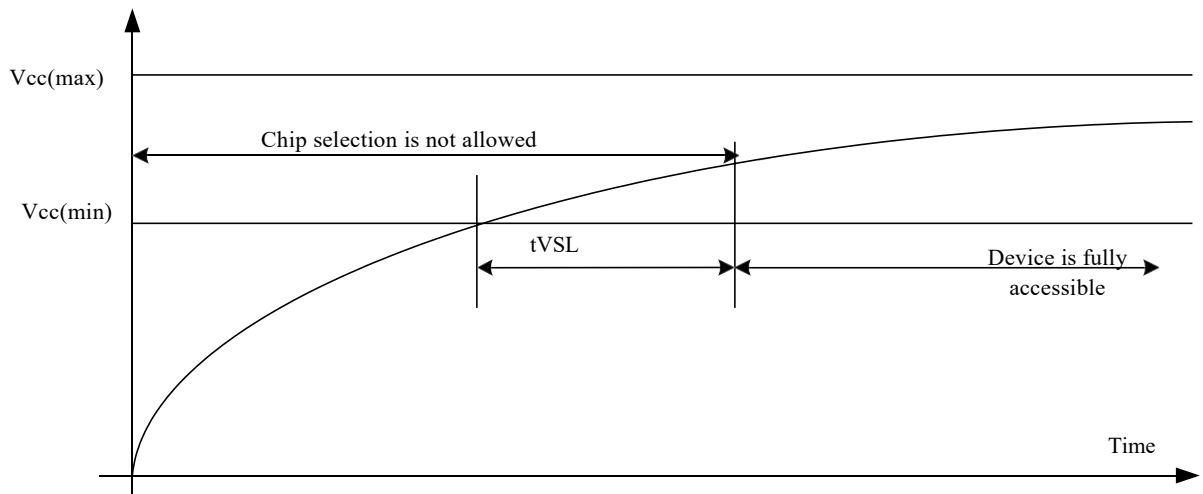 Vcc(max)
Chip selection is not allowed
Vcc(min)
tVSL
Device is fully
accessible
Time